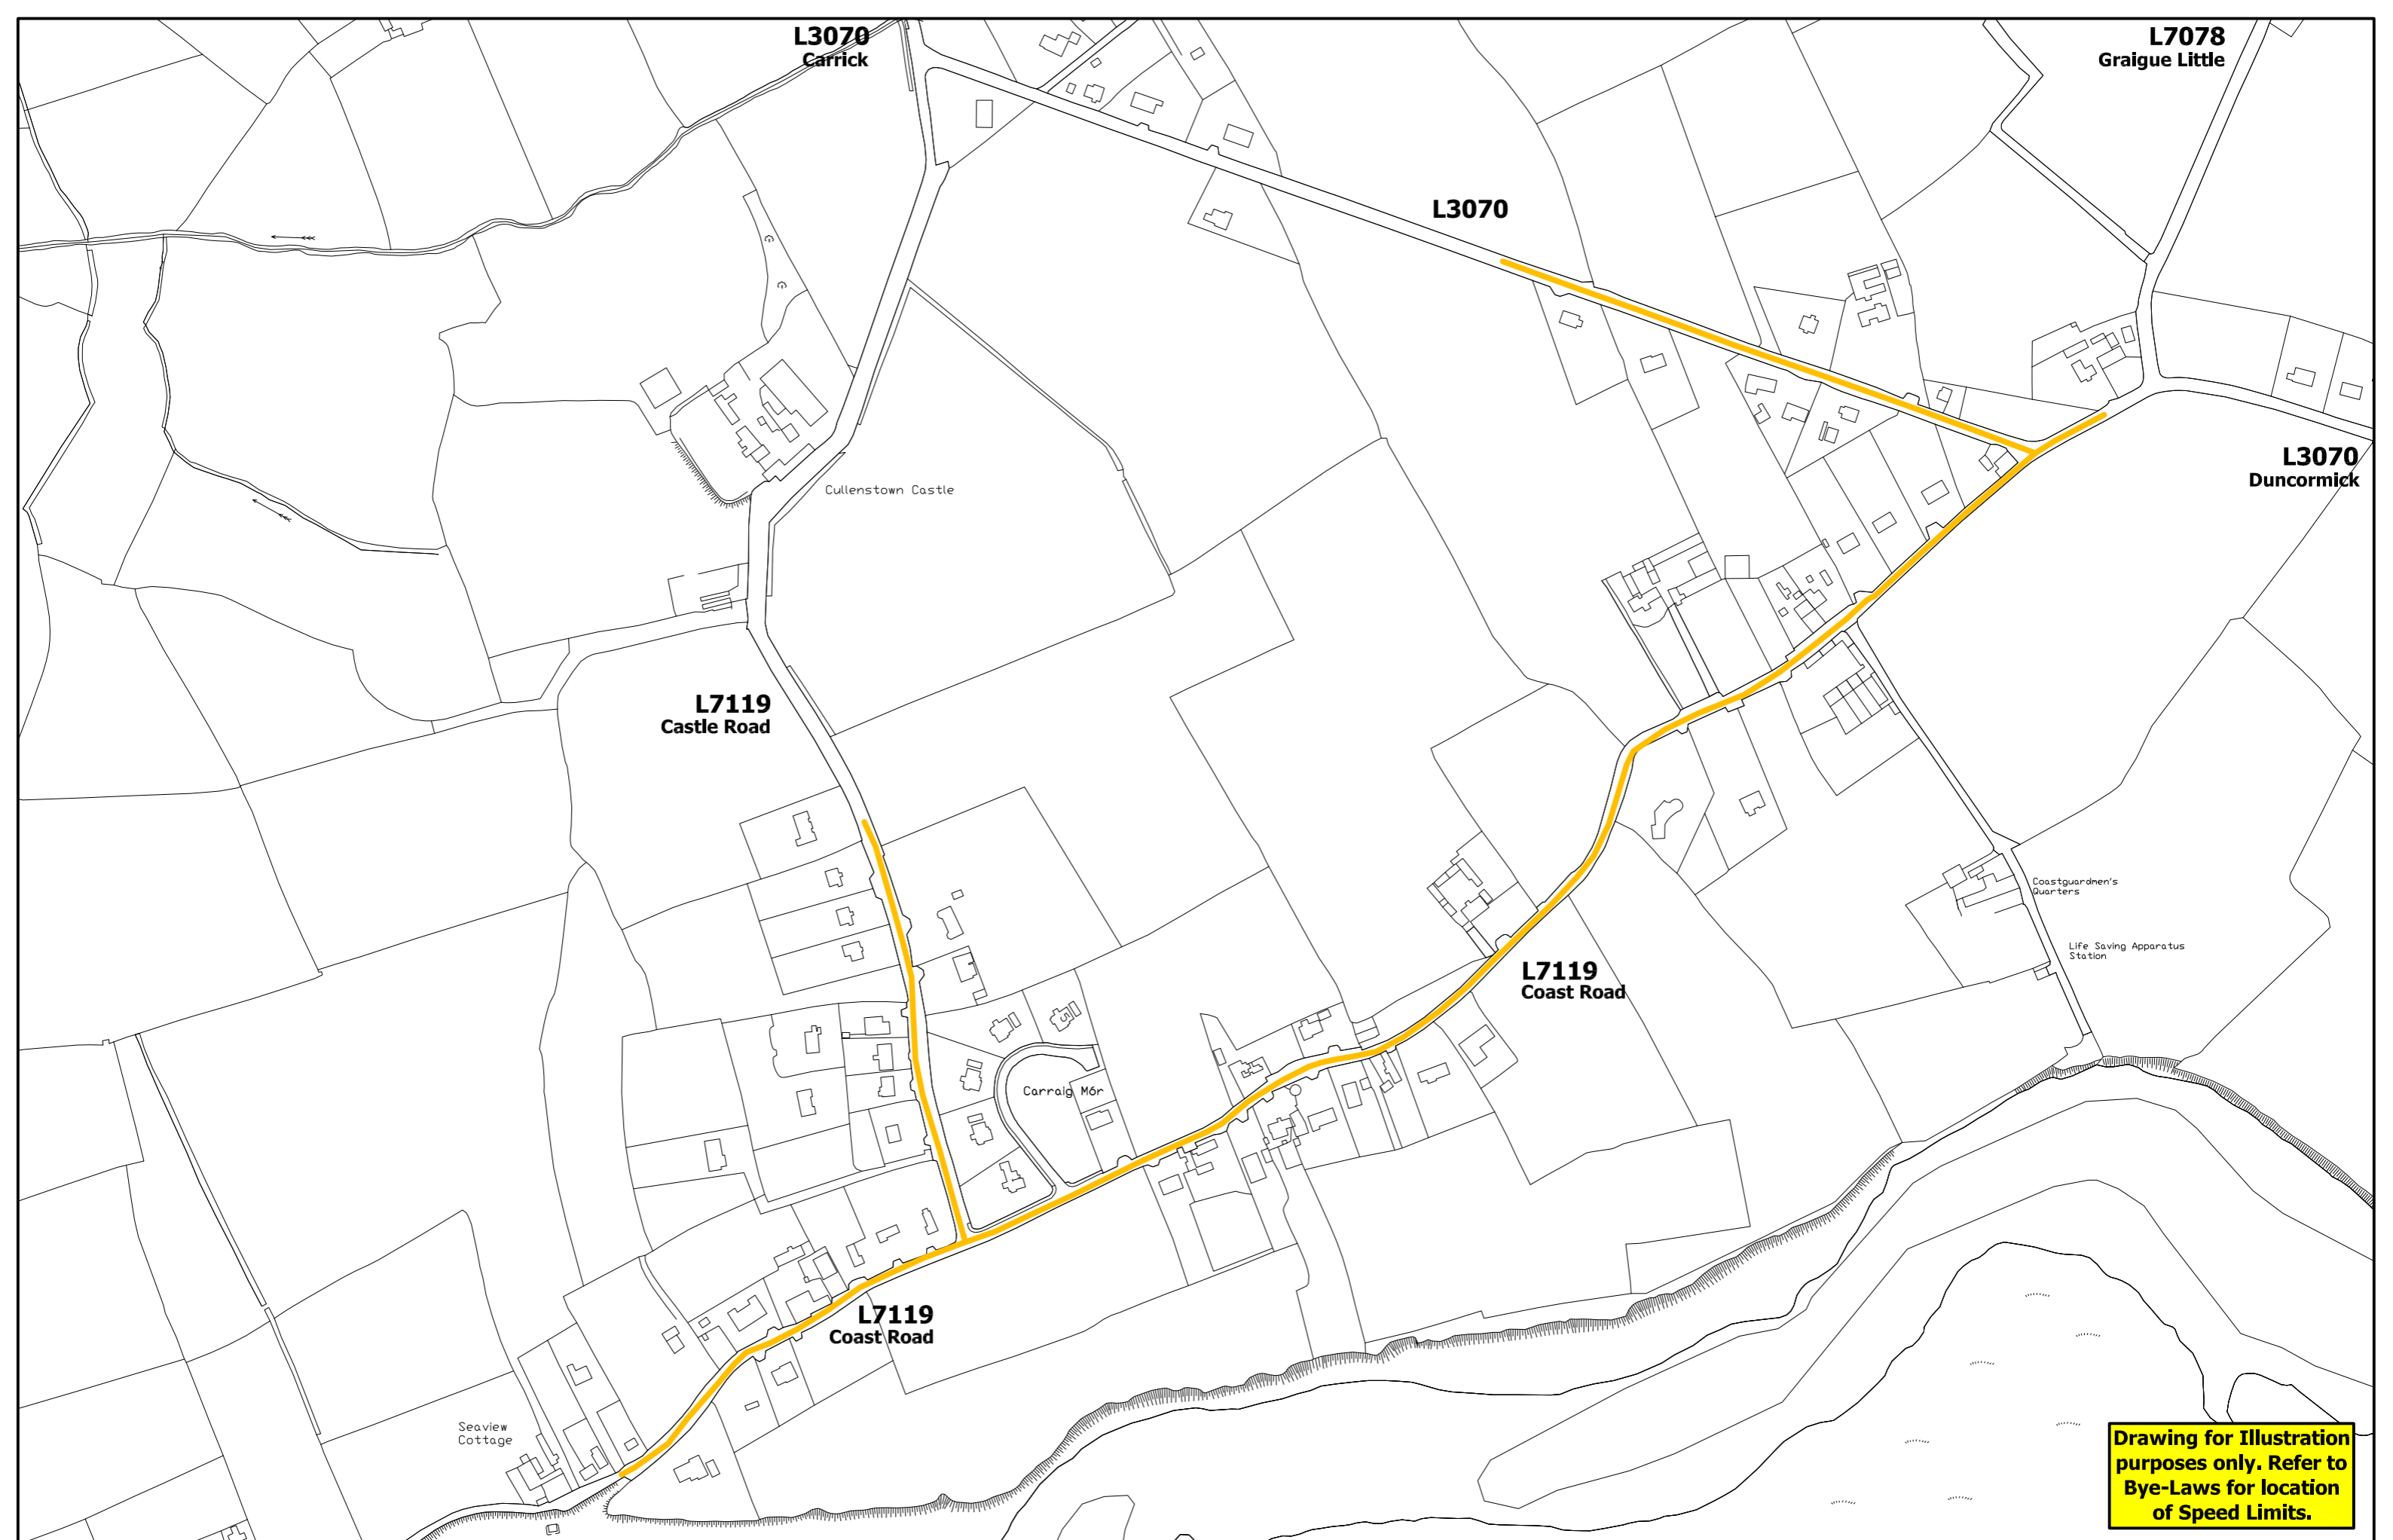 L3070
Carrick
L7078
Graigue Little
L3070
L3070
Duncormick
Cullenstown Castle
L7119
Castle Road
Coastguardmen's
Quarters
Life Saving Apparatus
Station
L7119
Coast Road
Carraig Mór
L7119
Coast Road
Seaview
Cottage
Drawing for Illustration
purposes only. Refer to
Bye-Laws for location
of Speed Limits.